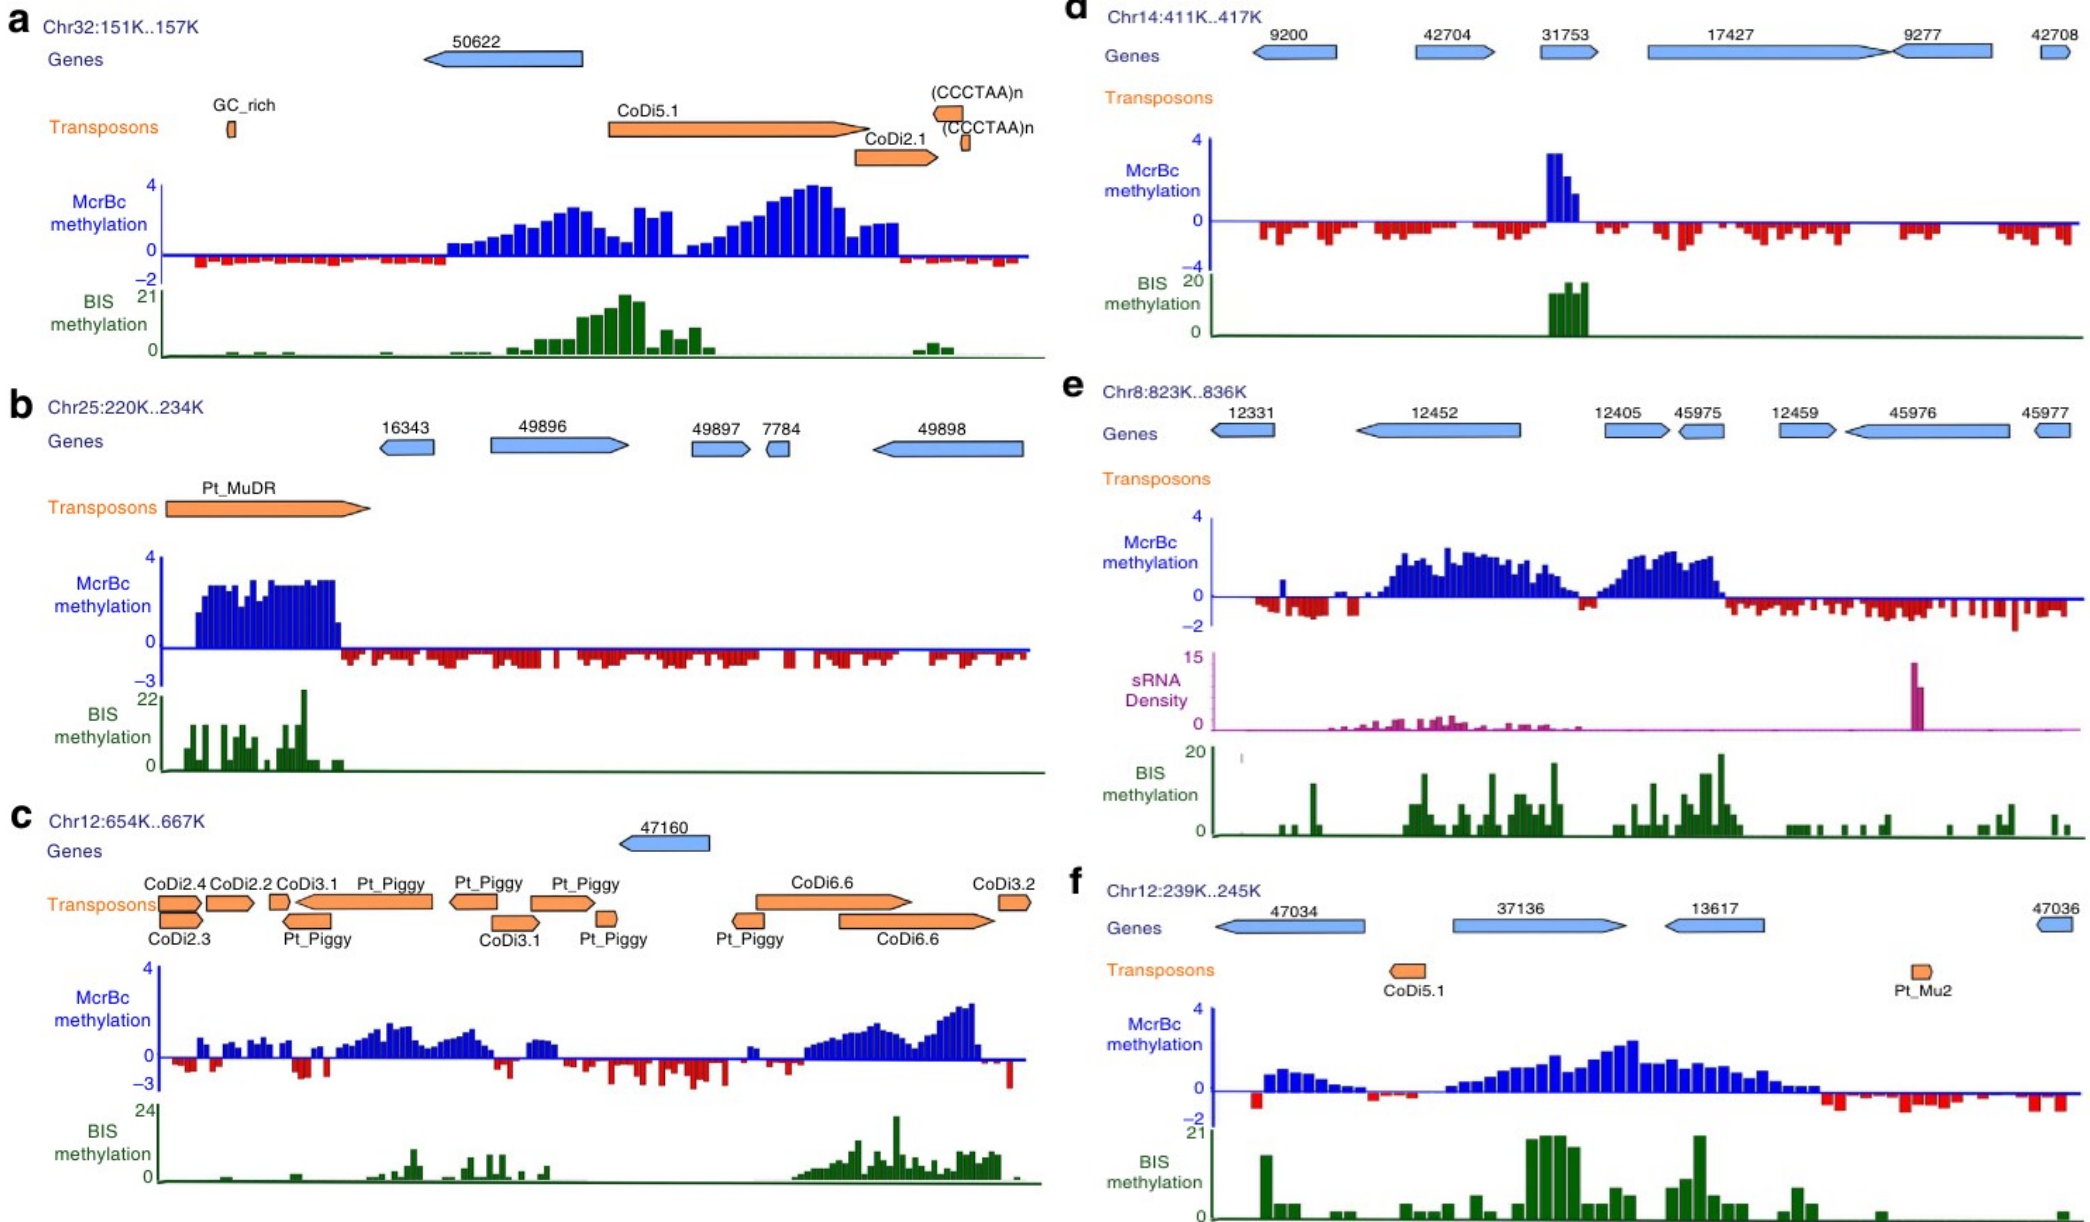 a
Chr32:151K..157K
50622
Genes
GC_rich
CoDi5.1
(CCCTAA)n
Transposons
(CCCTAA)n
CoDi2.1
4
McrBc
methylation
0
−2
BIS
21
methylation
0
b
Chr25:220K..234K
16343 49896 49897 7784 49898
Genes
Pt_MuDR
Transposons
4
McrBc
methylation
0
−3
22
BIS
methylation
0
c
Chr12:654K..667K
47160
Genes
CoDi2.4 CoDi2.2 CoDi3.1 Pt_Piggy Pt_Piggy Pt_Piggy CoDi6.6 CoDi3.2
Transposons
CoDi2.3 Pt_Piggy CoDi3.1 Pt_Piggy Pt_Piggy CoDi6.6
4
McrBc
methylation
0
−3
24
BIS
methylation
0
d
Chr14:411K..417K
9200 42704 31753 17427 9277 42708
Genes
Transposons
4
McrBc
methylation
0
−4
BIS
20
methylation
0
e
Chr8:823K..836K
12331 12452 12405 45975 12459 45976 45977
Genes
Transposons
4
McrBc
methylation
0
−2
15
sRNA
Density
0
20
BIS
methylation
0
f
Chr12:239K..245K
47034 37136 13617 47036
Genes
Transposons
CoDi5.1 Pt_Mu2
4
McrBc
methylation
0
−2
21
BIS
methylation
0